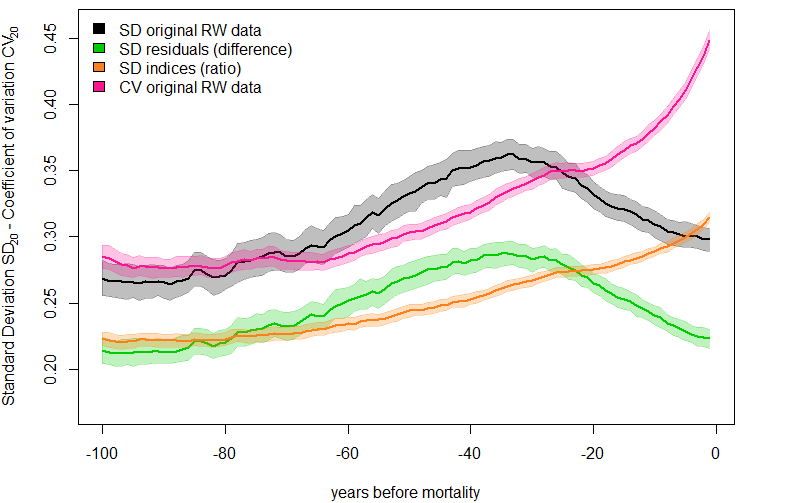 SD original RW data
SD residuals (difference)
SD indices (ratio)
CV original RW data
Standard Deviation SD20 - Coefficient of variation CV20
0.45
0.40
0.35
0.30
0.25
0.20
-100 -80 -60 -40 -20 0
years before mortality